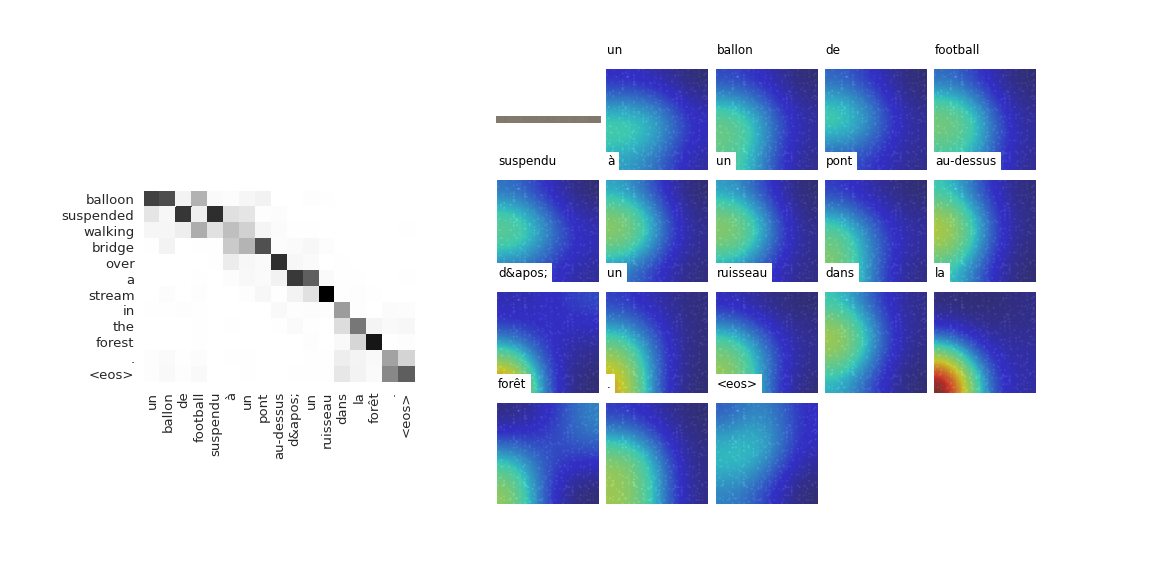 balloon
suspended
walking
bridge
over
a
stream
in
the
forest
.
<eos>
un
ballon
de
football
suspendu
à
un
pont
au-dessus
d&apos;
un
ruisseau
dans
la
forêt
.
<eos>
un ballon de football
suspendu à un pont au-dessus
d&apos; un ruisseau dans la
forêt . <eos>